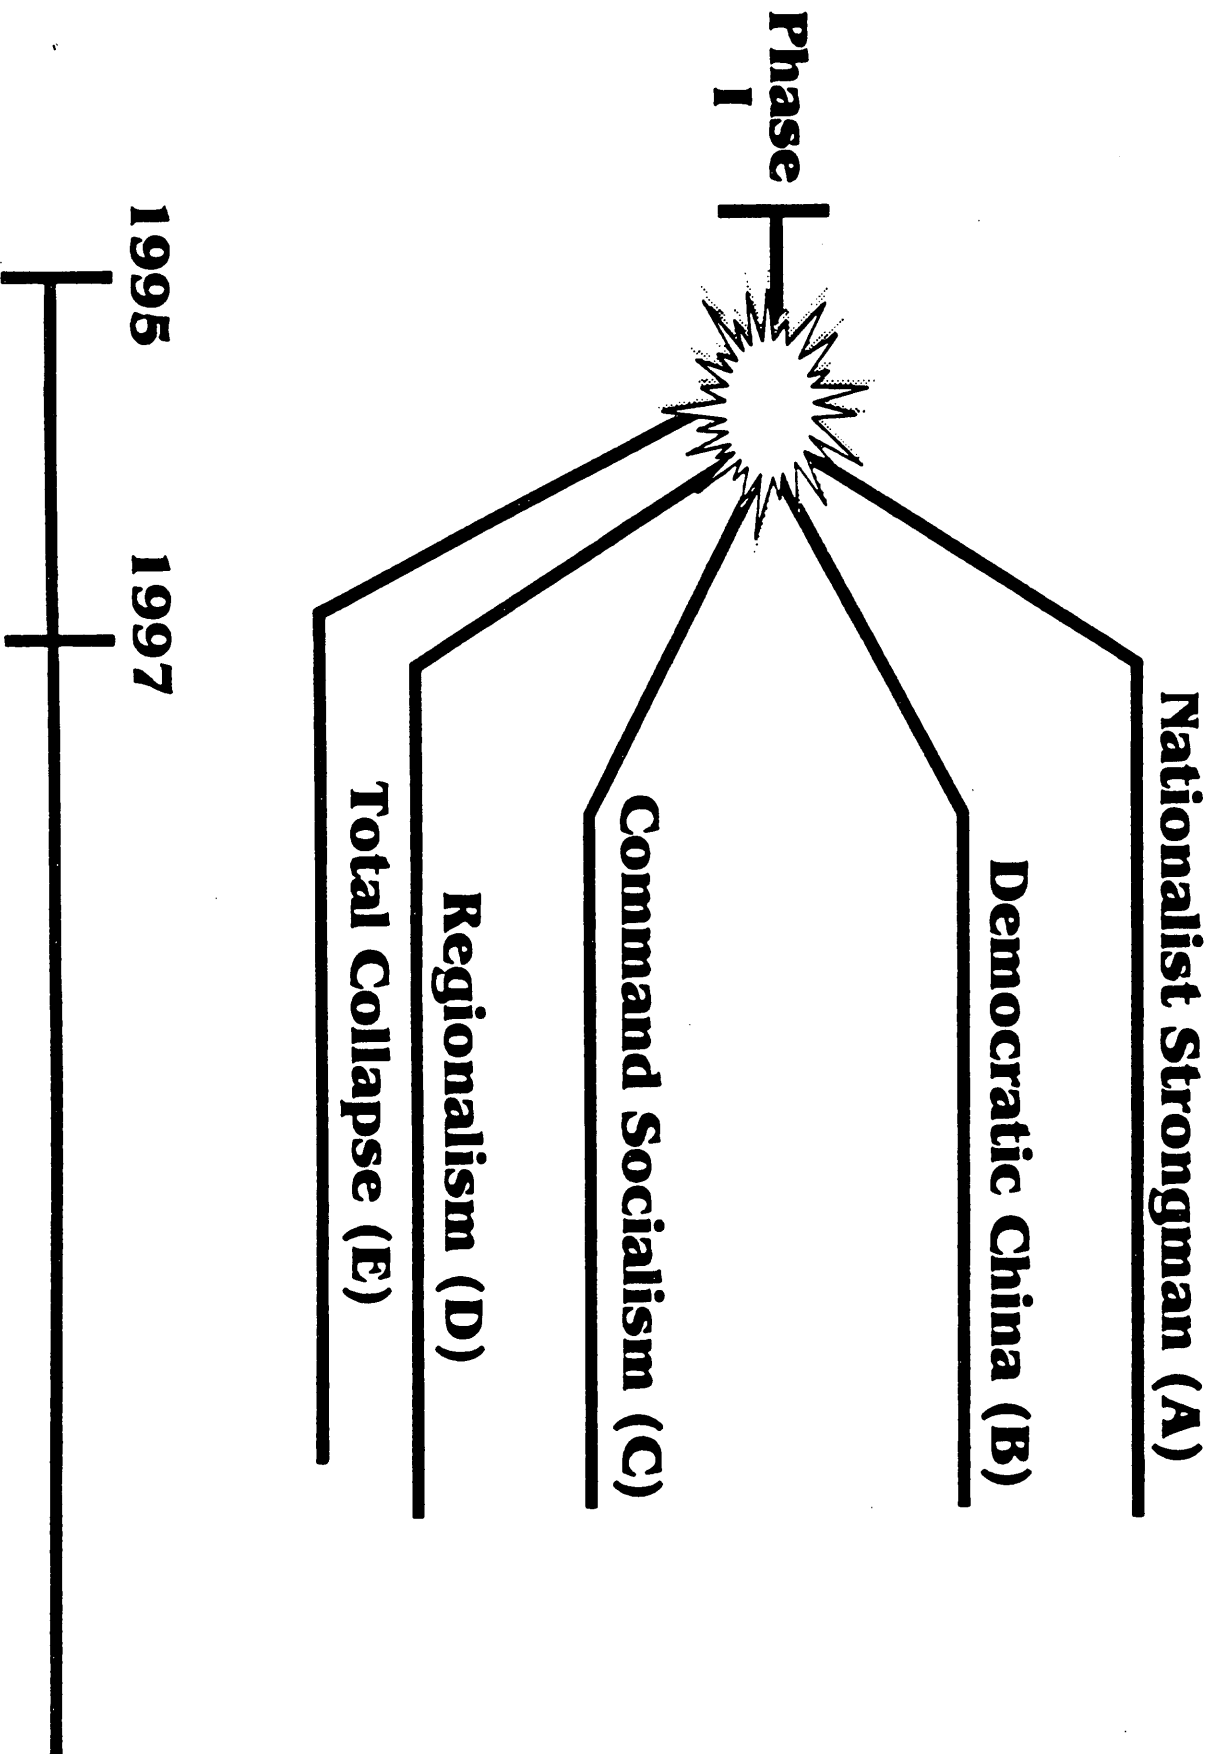 Nationalist Strongman (A)
Democratic China (B)
Phase
I
Command Socialism (C)
Regionalism (D)
Total Collapse (E)
1995
1997